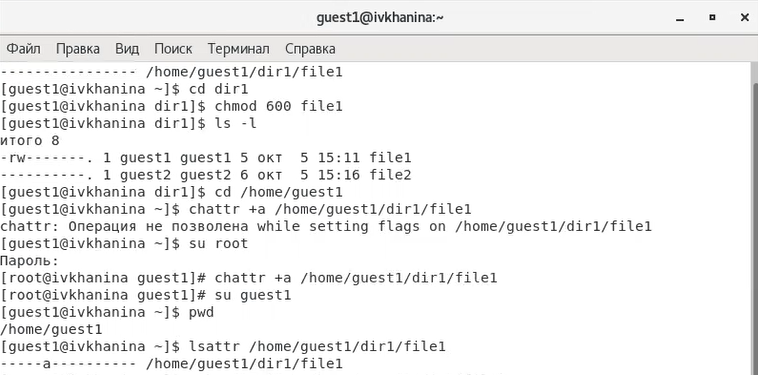 guest1@ivkhanina:~
Файл Правка Вид Поиск Терминал Справка
---------------- /home/guest1/dir1/file1
[guest1@ivkhanina ~]$ cd dir1
[guest1@ivkhanina dir1]$ chmod 600 file1
[guest1@ivkhanina dir1]$ ls -l
итого 8
-rw-------. 1 guest1 guest1 5 окт  5 15:11 file1
----------. 1 guest2 guest2 6 окт  5 15:16 file2
[guest1@ivkhanina dir1]$ cd /home/guest1
[guest1@ivkhanina ~]$ chattr +a /home/guest1/dir1/file1
chattr: Операция не позволена while setting flags on /home/guest1/dir1/file1
[guest1@ivkhanina ~]$ su root
Пароль:
[root@ivkhanina guest1]# chattr +a /home/guest1/dir1/file1
[root@ivkhanina guest1]# su guest1
[guest1@ivkhanina ~]$ pwd
/home/guest1
[guest1@ivkhanina ~]$ lsattr /home/guest1/dir1/file1
-----a---------- /home/guest1/dir1/file1